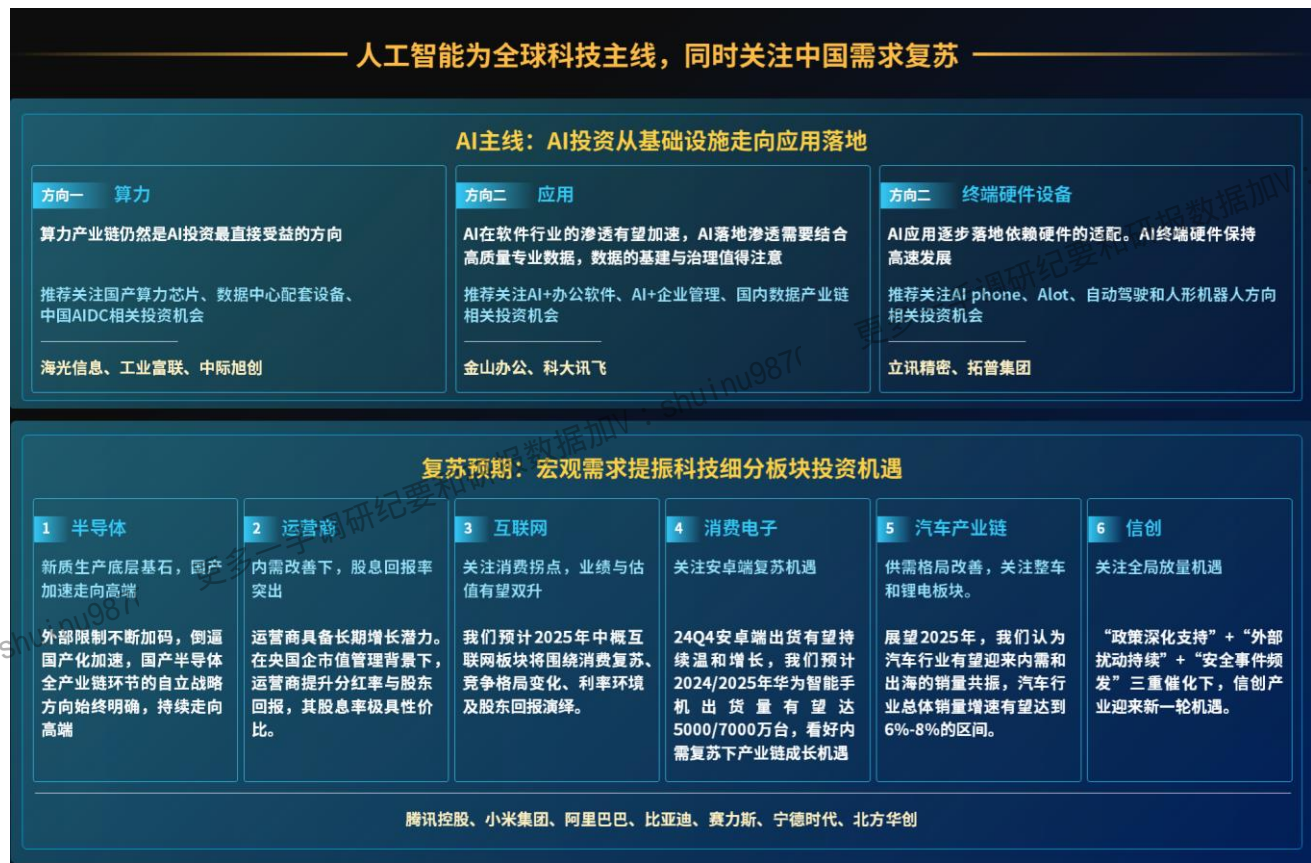 人工智能为全球科技主线，同时关注中国需求复苏
AI主线：AI投资从基础设施走向应用落地
方向一 算力
算力产业链仍然是AI投资最直接受益的方向
推荐关注国产算力芯片、数据中心配套设备、
中国AIDC相关投资机会
海光信息、工业富联、中际旭创
方向二 应用
AI在软件行业的渗透有望加速，AI落地渗透需要结合
高质量专业数据，数据的基建与治理值得注意
推荐关注AI+办公软件、AI+企业管理、国内数据产业链
相关投资机会
金山办公、科大讯飞
方向二 终端硬件设备
AI应用逐步落地依赖硬件的适配。AI终端硬件保持
高速发展
推荐关注AI phone、AIot、自动驾驶和人形机器人方向
相关投资机会
立讯精密、拓普集团
复苏预期：宏观需求提振科技细分板块投资机遇
1 半导体
新质生产底层基石，国产
加速走向高端
外部限制不断加码，倒逼
国产化加速，国产半导体
全产业链环节的自立战略
方向始终明确，持续走向
高端
2 运营商
内需改善下，股息回报率
突出
运营商具备长期增长潜力。
在央国企市值管理背景下，
运营商提升分红率与股东
回报，其股息率极具性价
比。
3 互联网
关注消费拐点，业绩与估
值有望双升
我们预计2025年中概互
联网板块将围绕消费复苏、
竞争格局变化、利率环境
及股东回报演绎。
4 消费电子
关注安卓端复苏机遇
24Q4安卓端出货有望持
续温和增长，我们预计
2024/2025年华为智能手
机出货量有望达
5000/7000万台，看好内
需复苏下产业链成长机遇
5 汽车产业链
供需格局改善，关注整车
和锂电板块。
展望2025年，我们认为
汽车行业有望迎来内需和
出海的销量共振，汽车行
业总体销量增速有望达到
6%-8%的区间。
6 信创
关注全局放量机遇
“政策深化支持”+“外部
扰动持续”+“安全事件频
发”三重催化下，信创产
业迎来新一轮机遇。
腾讯控股、小米集团、阿里巴巴、比亚迪、赛力斯、宁德时代、北方华创
更多一手调研纪要和研报数据加V：shuinu987